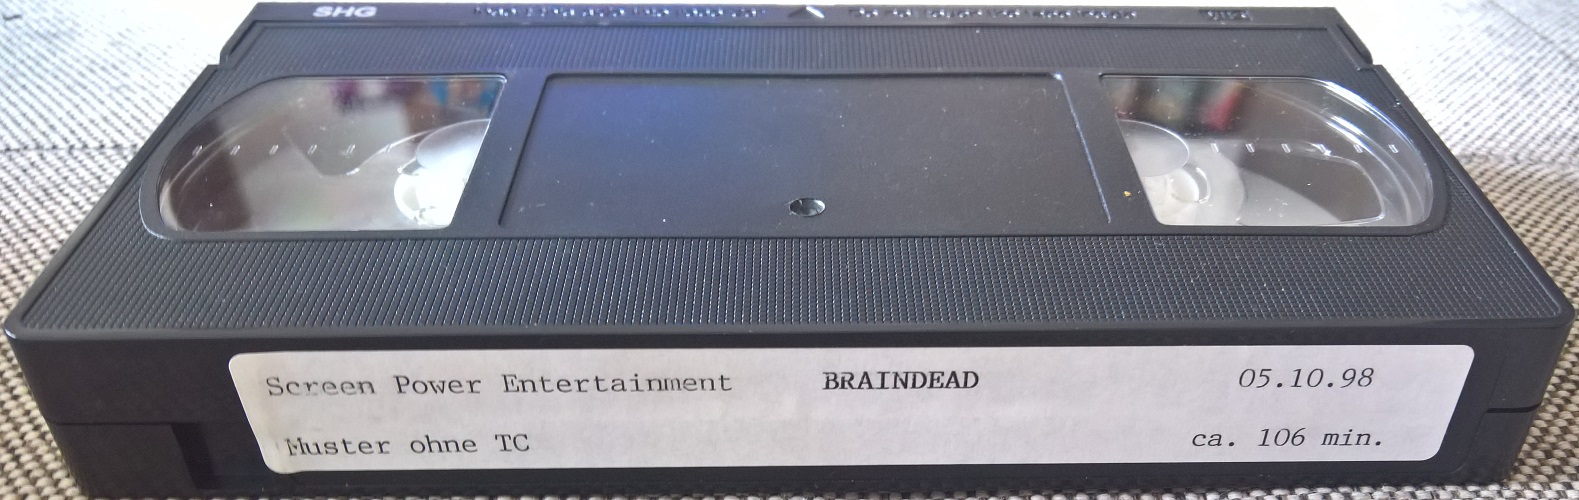 SHG
Screen Power Entertainment BRAINDEAD 05.10.98
Muster ohne TC ca. 106 min.